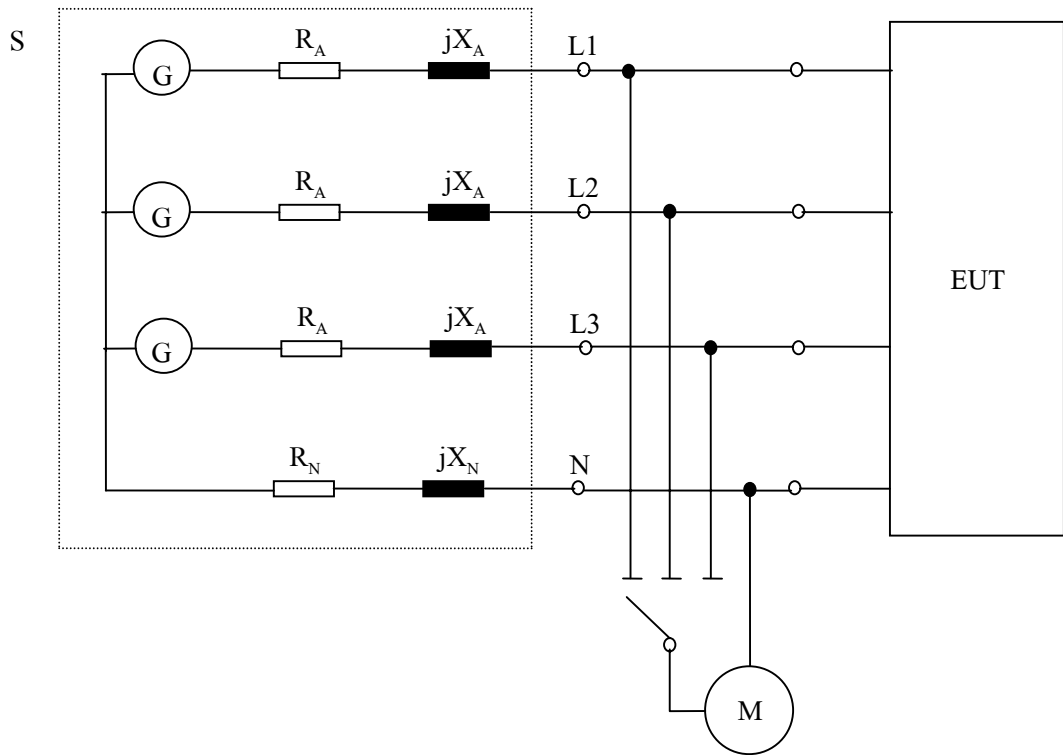 S
R_A jX_A L1
G
R_A jX_A L2
G
EUT
R_A jX_A L3
G
R_N jX_N N
M